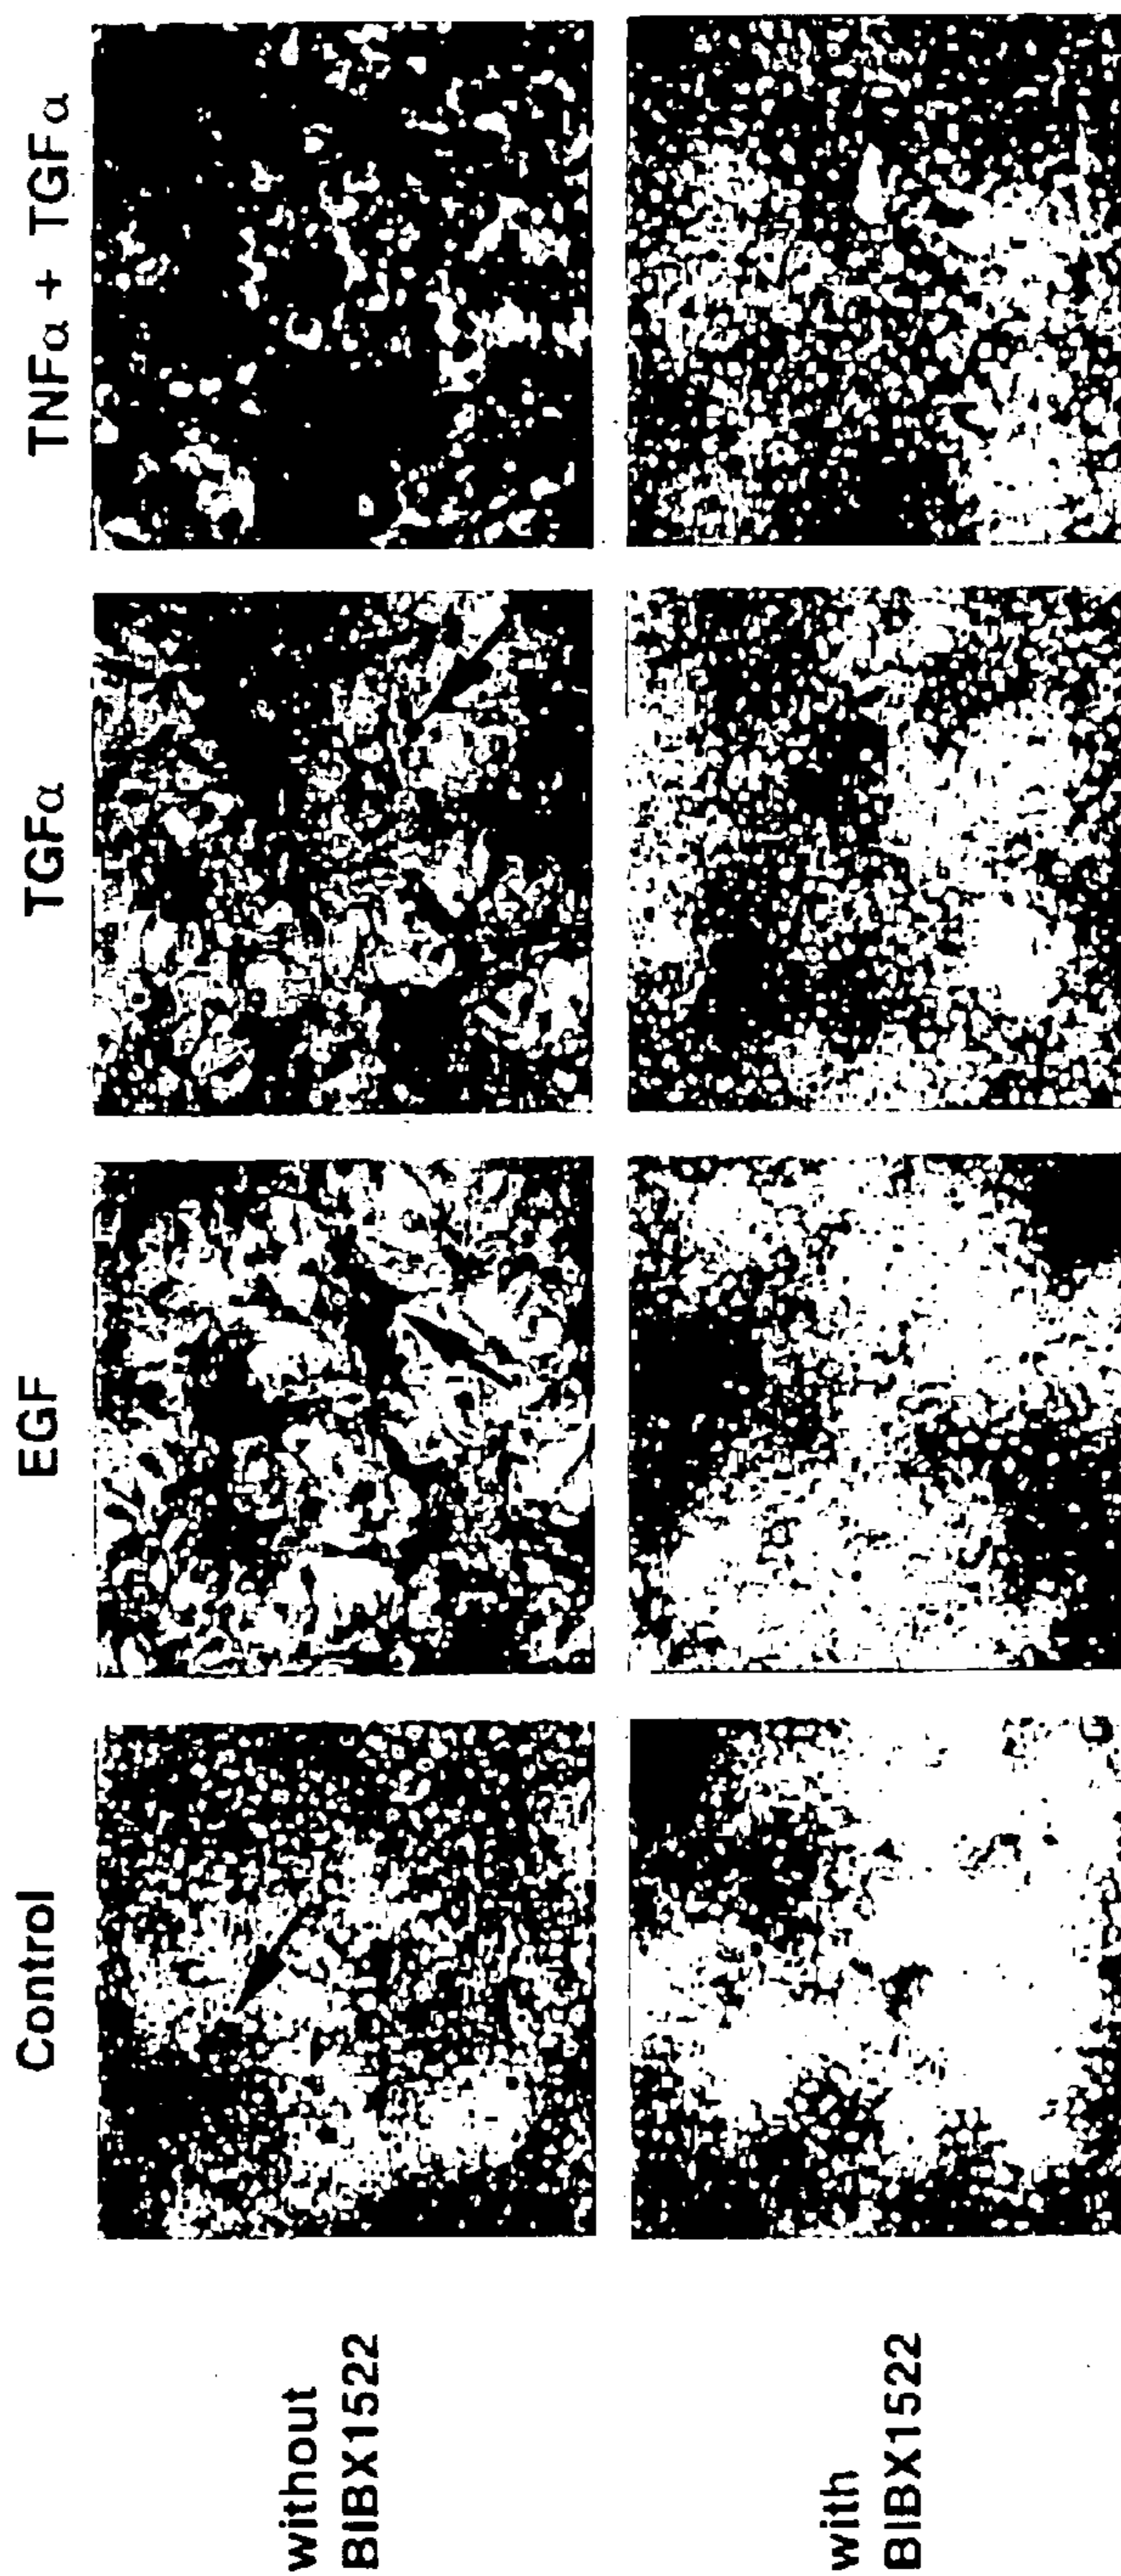 Control
EGF
TGFα
TNFα + TGFα
without
BIBX1522
with
BIBX1522